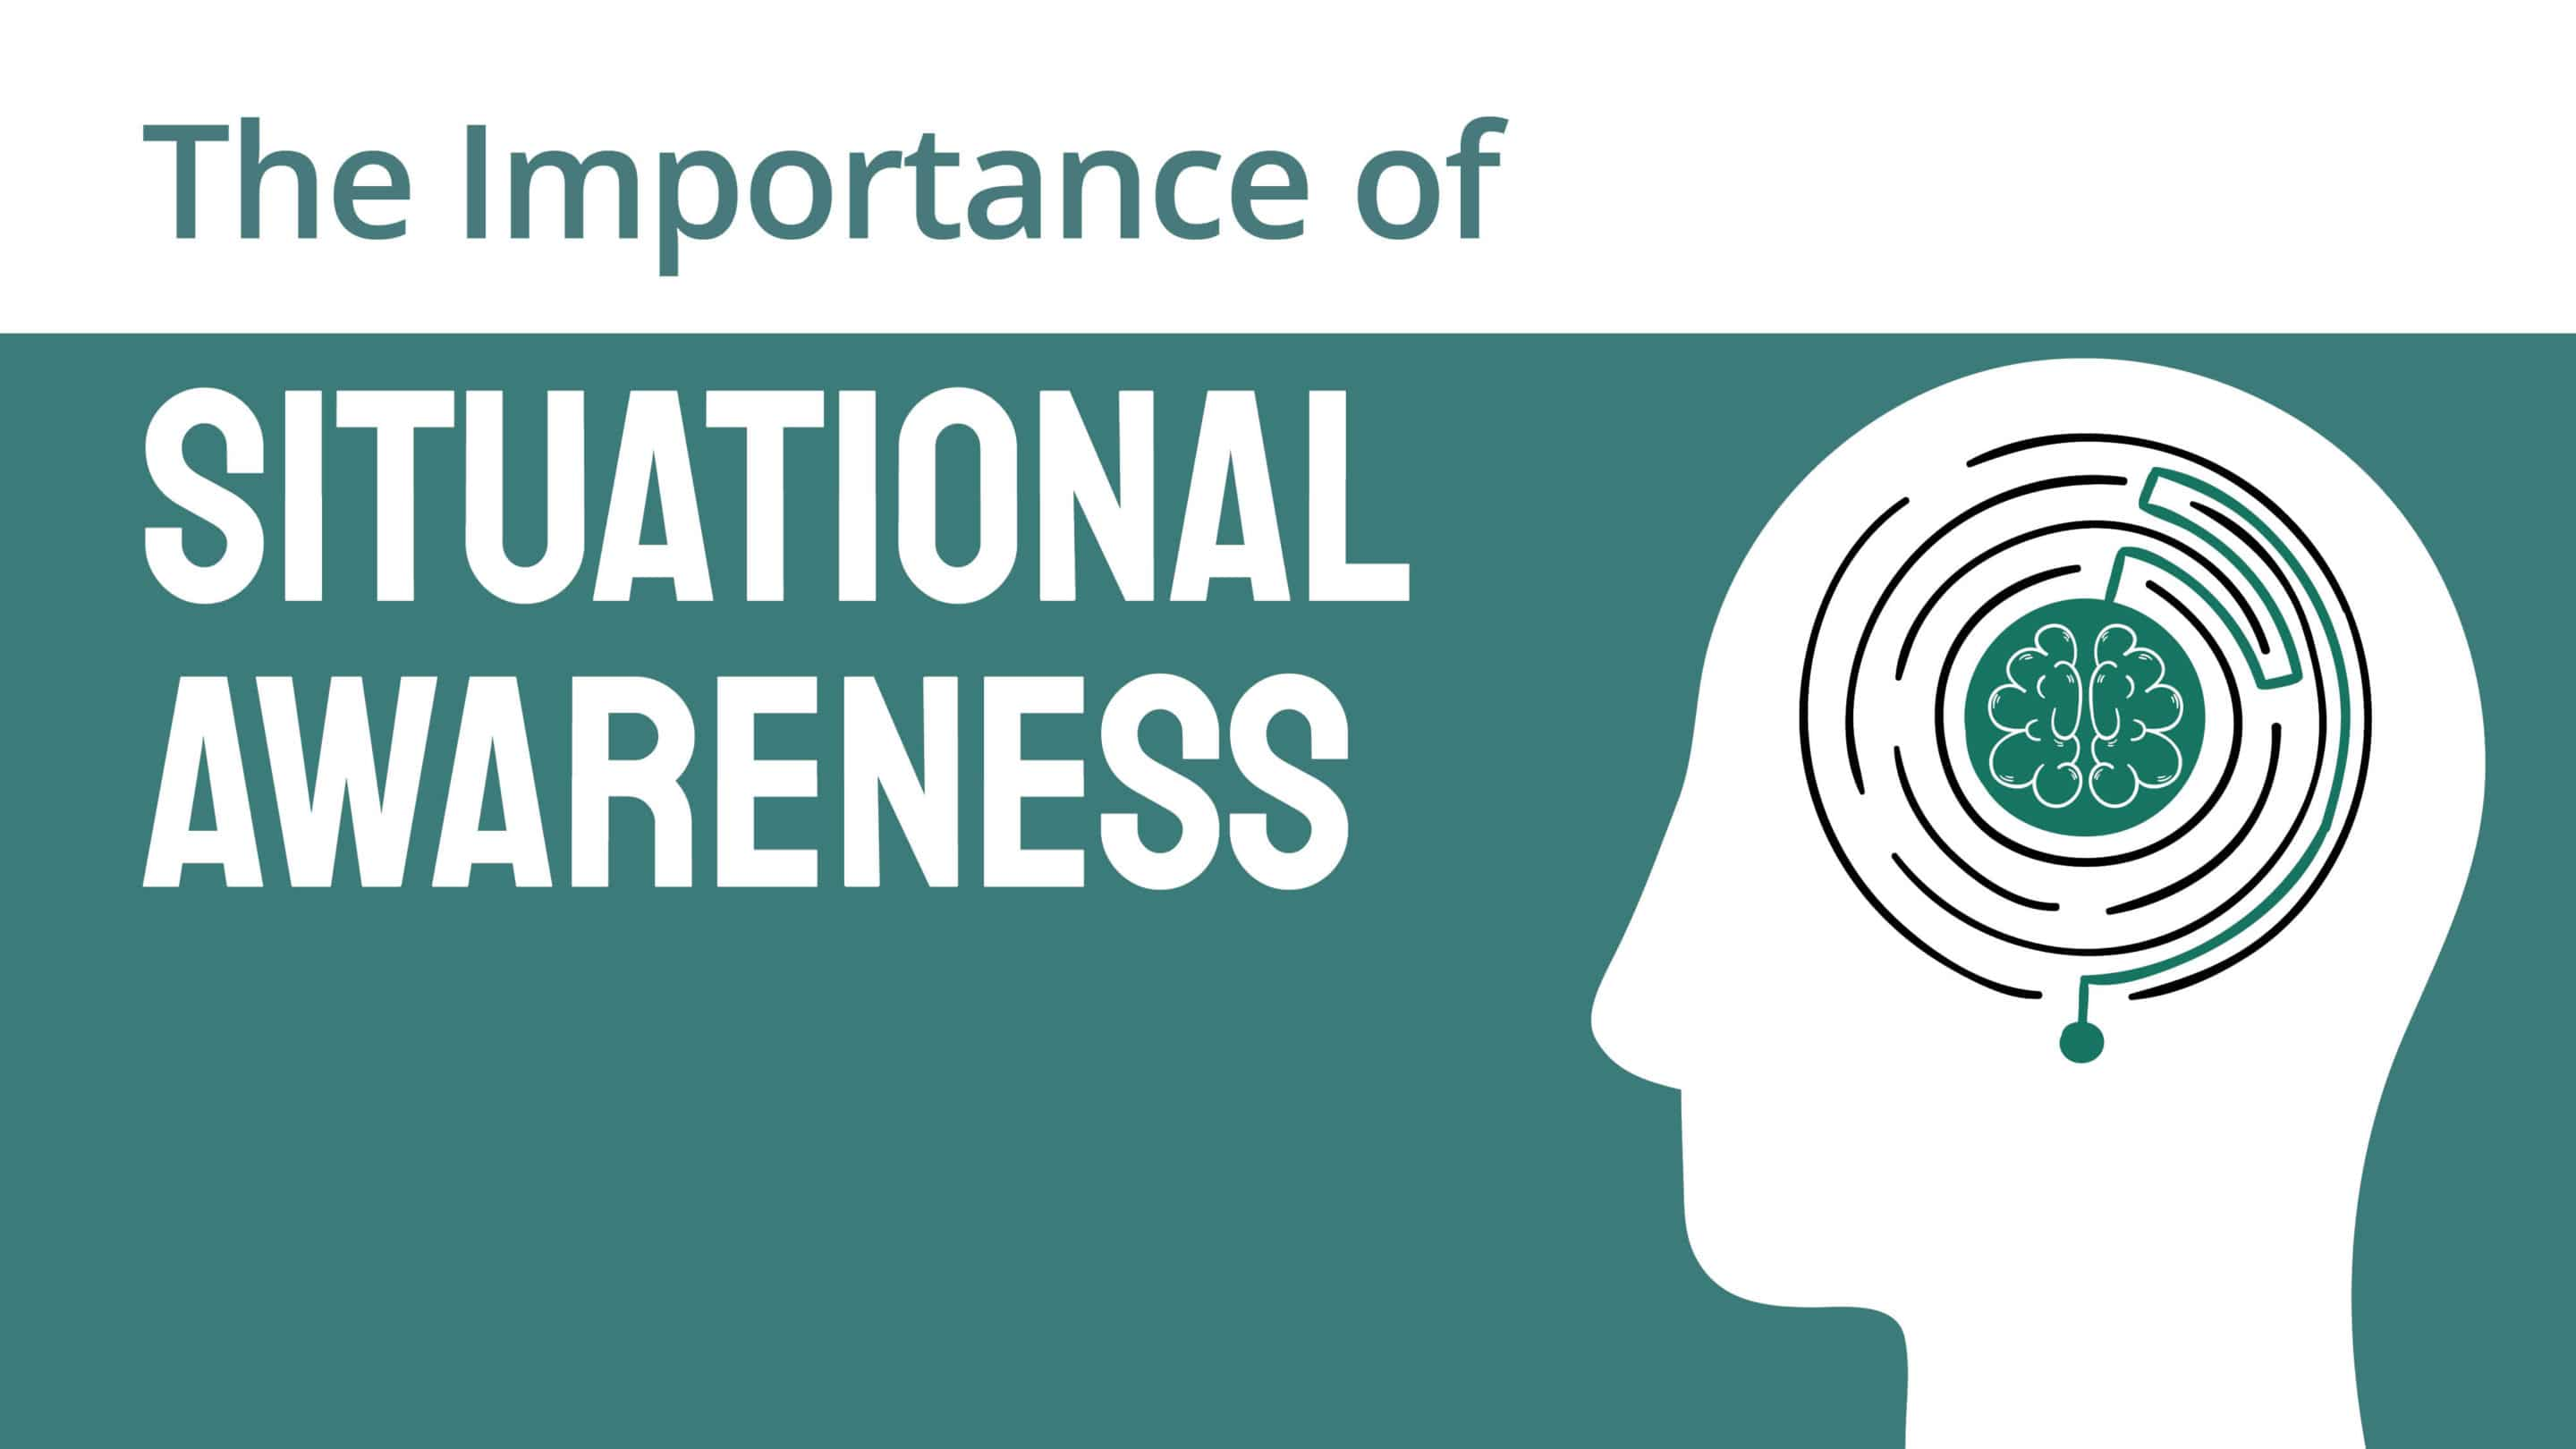 The Importance of
SITUATIONAL
AWARENESS